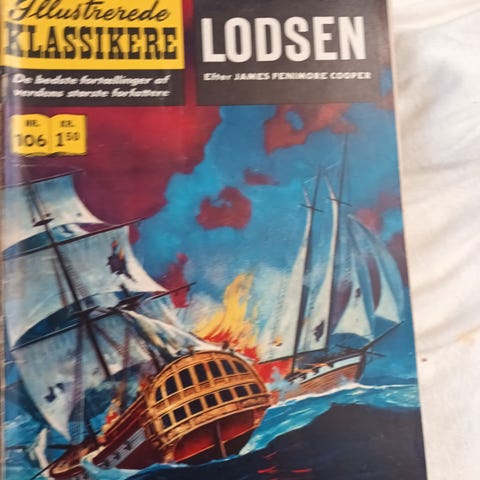 Illustrerede
KLASSIKERE
De bedste fortællinger af
verdens største forfattere
NR.
106
KR.
1.50
LODSEN
Efter JAMES FENIMORE COOPER